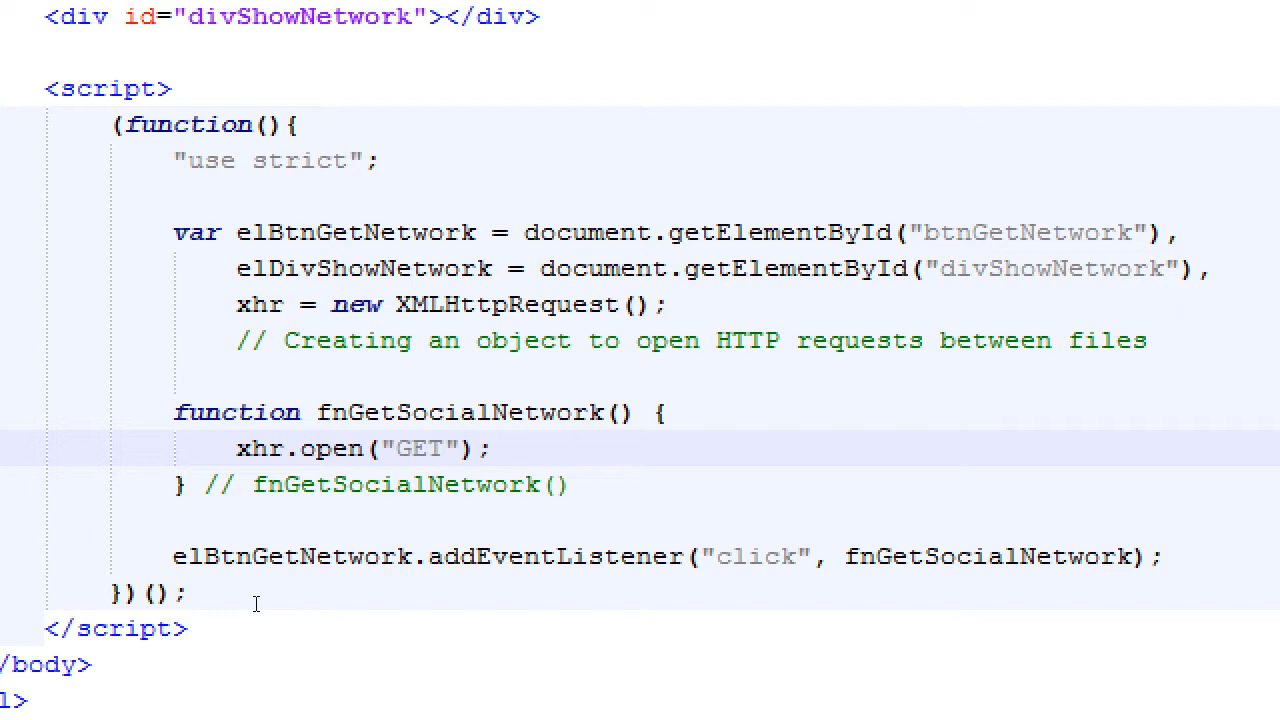 <div id="divShowNetwork"></div>
<script>
(function(){
"use strict";
var elBtnGetNetwork = document.getElementById("btnGetNetwork"),
elDivShowNetwork = document.getElementById("divShowNetwork"),
xhr = new XMLHttpRequest();
// Creating an object to open HTTP requests between files
function fnGetSocialNetwork() {
xhr.open("GET");
} // fnGetSocialNetwork()
elBtnGetNetwork.addEventListener("click", fnGetSocialNetwork);
})();
</script>
/body>
l>